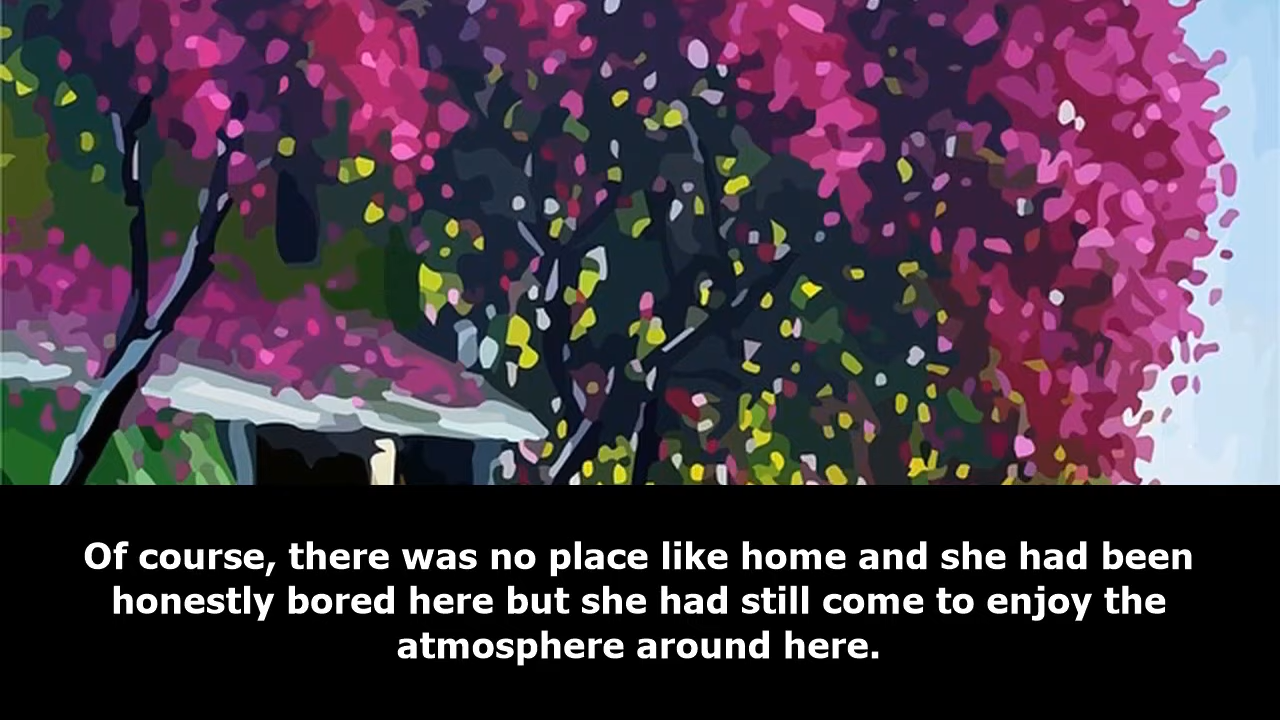 Of course, there was no place like home and she had been
honestly bored here but she had still come to enjoy the
atmosphere around here.